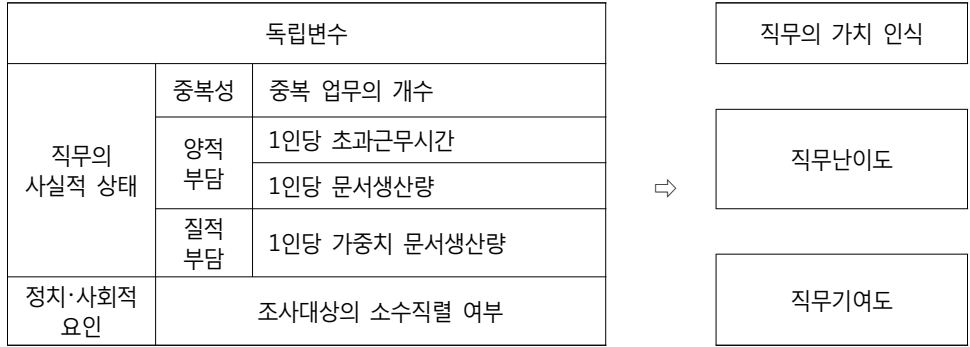 독립변수
직무의 가치 인식
직무의
사실적 상태
중복성
중복 업무의 개수
양적
부담
1인당 초과근무시간
1인당 문서생산량
질적
부담
1인당 가중치 문서생산량
정치·사회적
요인
조사대상의 소수직렬 여부
⇨
직무난이도
직무기여도